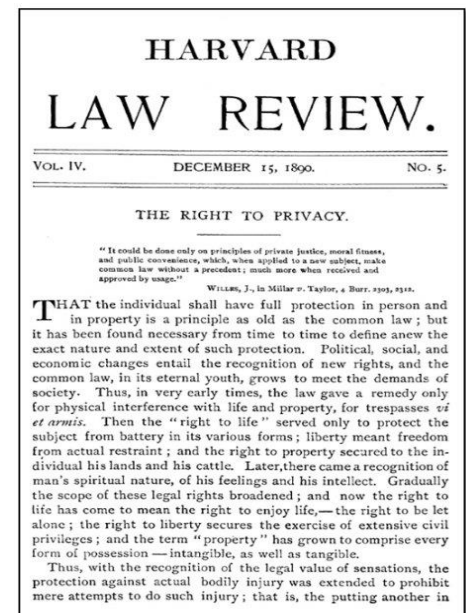 HARVARD
LAW REVIEW.
VOL. IV. DECEMBER 15, 1890. NO. 5.
THE RIGHT TO PRIVACY.
" It could be done only on principles of private justice, moral fitness,
and public convenience, which, when applied to a new subject, make
common law without a precedent ; much more when received and
approved by usage."
WILLES, J., in Millar v. Taylor, 4 Burr. 2303, 2312.
THAT the individual shall have full protection in person and
in property is a principle as old as the common law ; but
it has been found necessary from time to time to define anew the
exact nature and extent of such protection. Political, social, and
economic changes entail the recognition of new rights, and the
common law, in its eternal youth, grows to meet the demands of
society. Thus, in very early times, the law gave a remedy only
for physical interference with life and property, for trespasses vi
et armis. Then the "right to life" served only to protect the
subject from battery in its various forms ; liberty meant freedom
from actual restraint ; and the right to property secured to the in-
dividual his lands and his cattle. Later,there came a recognition of
man's spiritual nature, of his feelings and his intellect. Gradually
the scope of these legal rights broadened ; and now the right to
life has come to mean the right to enjoy life,— the right to be let
alone ; the right to liberty secures the exercise of extensive civil
privileges ; and the term "property" has grown to comprise every
form of possession — intangible, as well as tangible.
Thus, with the recognition of the legal value of sensations, the
protection against actual bodily injury was extended to prohibit
mere attempts to do such injury ; that is, the putting another in